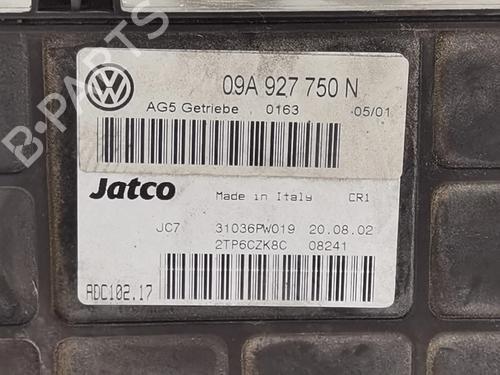 B-PARTS
09A 927 750 N
AG5 Getriebe 0163 05/01
Jatco Made in Italy CR1
JC7 31036PW019 20.08.02
2TP6CZK8C 08241
ADC102.17